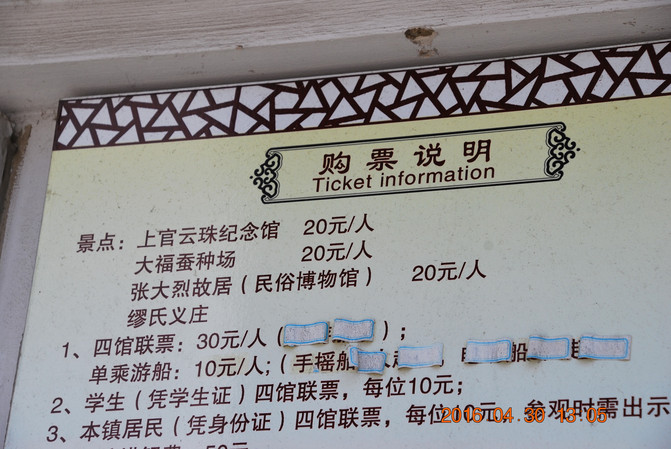 购票说明
Ticket information
景点：上官云珠纪念馆 20元/人
大福蚕种场 20元/人
张大烈故居（民俗博物馆） 20元/人
缪氏义庄
1、四馆联票：30元/人（ ）；
单乘游船：10元/人；（手摇船 船
2、学生（凭学生证）四馆联票，每位10元；
3、本镇居民（凭身份证）四馆联票，每位10元，参观时需出示
2016.04.30 13:05